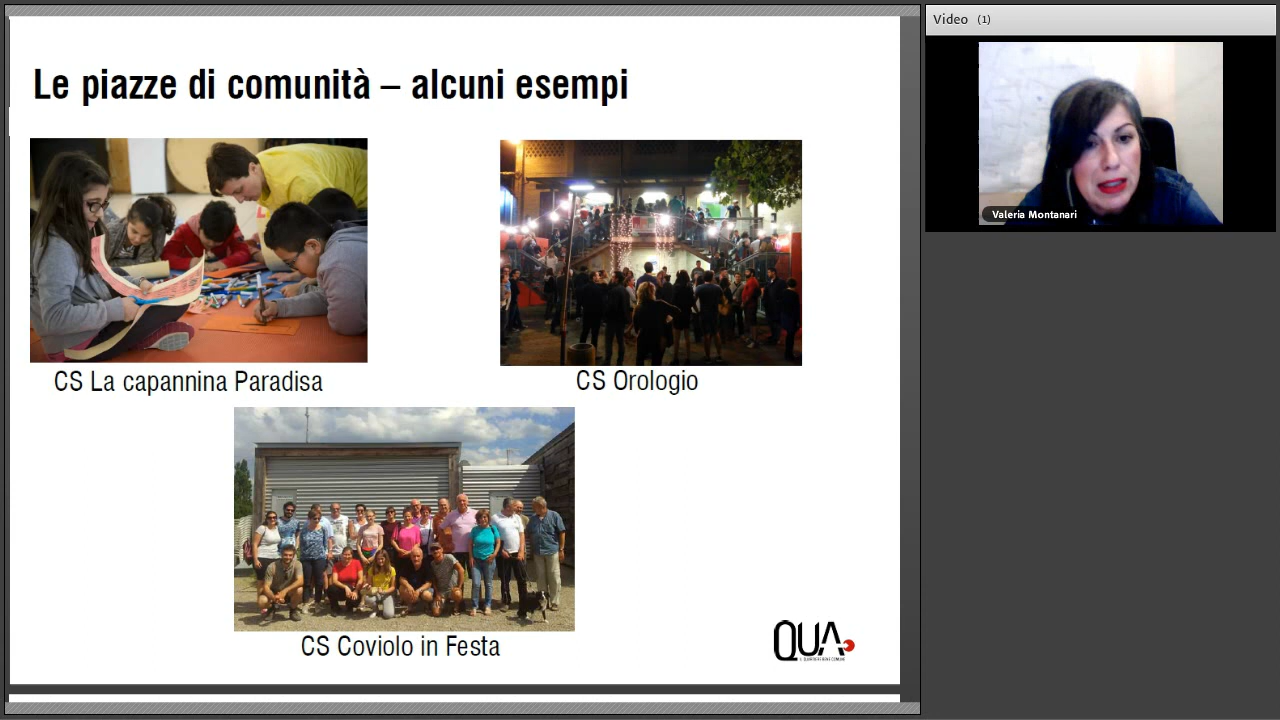 Le piazze di comunità – alcuni esempi
CS La capannina Paradisa
CS Orologio
CS Coviolo in Festa
QUA
Video (1)
Valeria Montanari